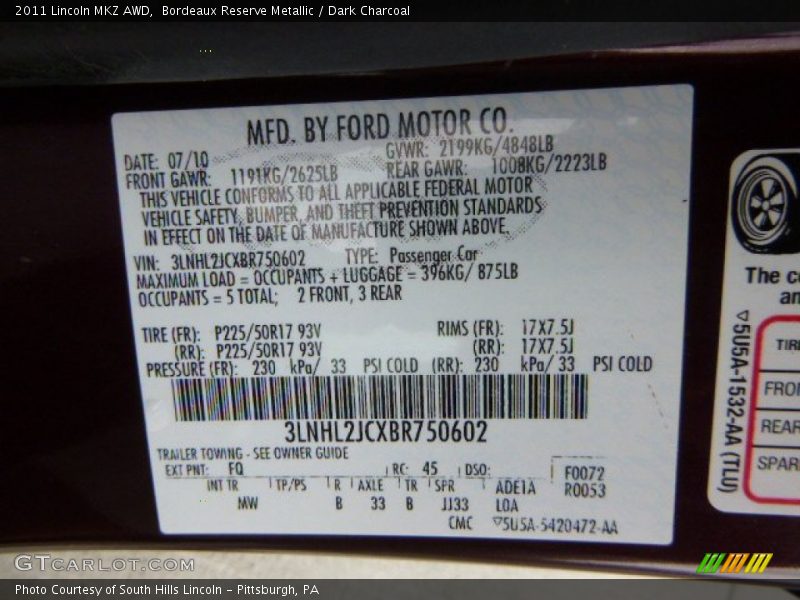 2011 Lincoln MKZ AWD,  Bordeaux Reserve Metallic / Dark Charcoal
MFD. BY FORD MOTOR CO.
DATE: 07/10 GVWR: 2199KG/4848LB
FRONT GAWR: 1191KG/2625LB REAR GAWR: 1008KG/2223LB
THIS VEHICLE CONFORMS TO ALL APPLICABLE FEDERAL MOTOR
VEHICLE SAFETY, BUMPER, AND THEFT PREVENTION STANDARDS
IN EFFECT ON THE DATE OF MANUFACTURE SHOWN ABOVE.
VIN: 3LNHL2JCXBR750602 TYPE: Passenger Car
MAXIMUM LOAD = OCCUPANTS + LUGGAGE = 396KG/ 875LB
OCCUPANTS = 5 TOTAL; 2 FRONT, 3 REAR
TIRE (FR): P225/50R17 93V RIMS (FR): 17X7.5J
(RR): P225/50R17 93V (RR): 17X7.5J
PRESSURE (FR): 230 kPa/ 33 PSI COLD (RR): 230 kPa/ 33 PSI COLD
3LNHL2JCXBR750602
TRAILER TOWING - SEE OWNER GUIDE
EXT PNT: FQ RC: 45 DSO: F0072
INT TR TP/PS R AXLE TR SPR ADE1A R0053
MW B 33 B JJ33 LOA
CMC ▽5U5A-5420472-AA
The
▽5U5A-1532-AA (TLU)
GTCARLOT.COM
Photo Courtesy of South Hills Lincoln - Pittsburgh, PA